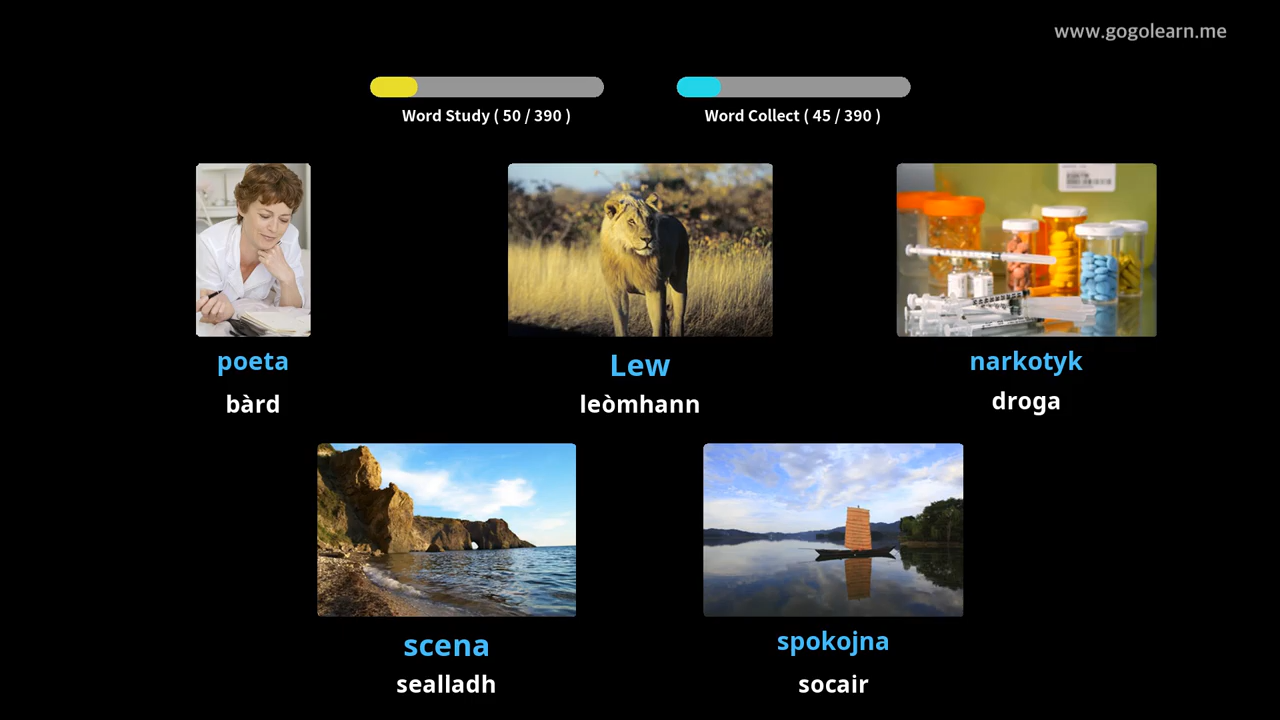 www.gogolearn.me
Word Study ( 50 / 390 )
Word Collect ( 45 / 390 )
poeta
Lew
narkotyk
bàrd
leòmhann
droga
scena
spokojna
sealladh
socair